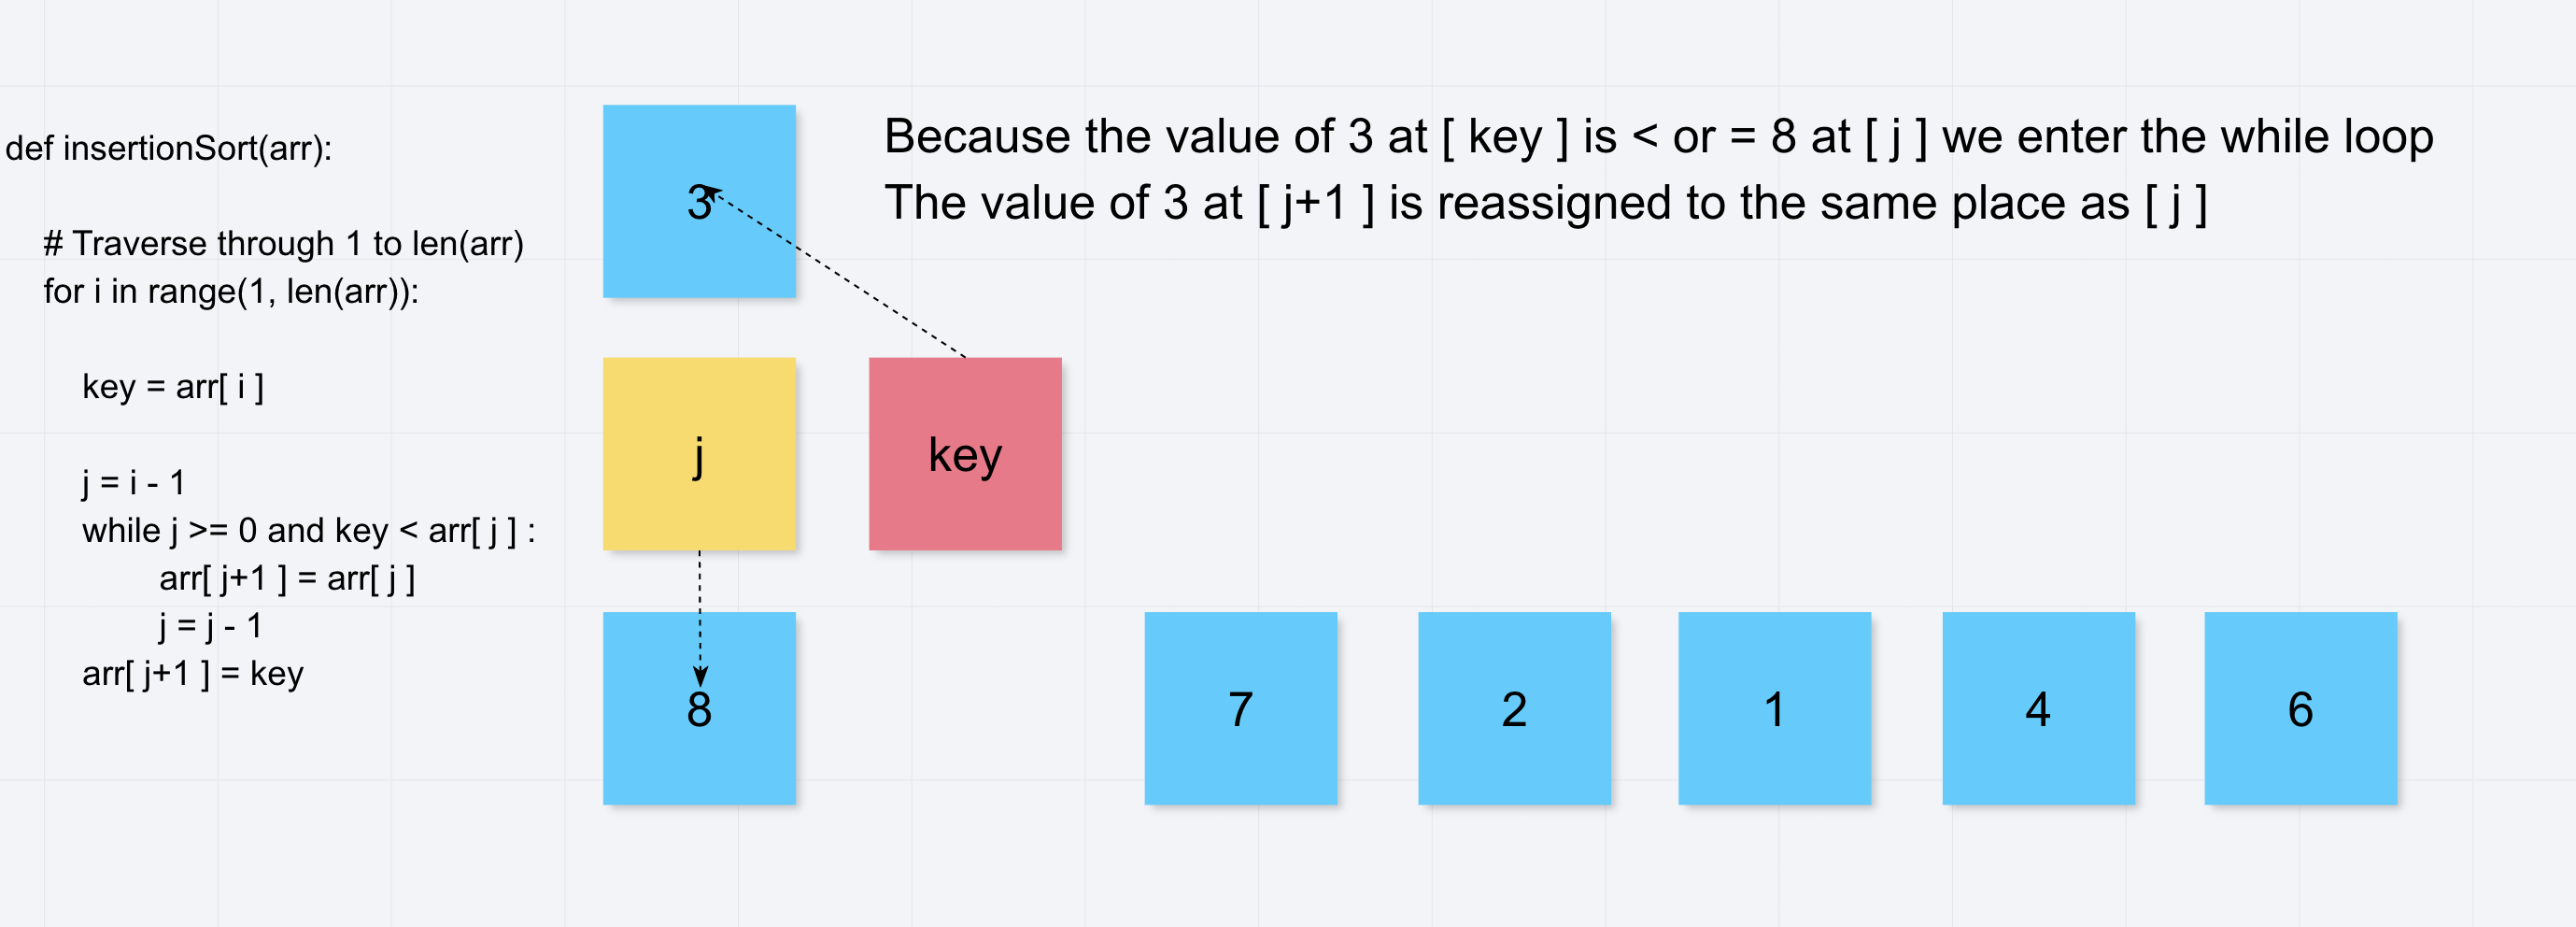 def insertionSort(arr):
# Traverse through 1 to len(arr)
for i in range(1, len(arr)):
key = arr[ i ]
j = i - 1
while j >= 0 and key < arr[ j ] :
arr[ j+1 ] = arr[ j ]
j = j - 1
arr[ j+1 ] = key
Because the value of 3 at [ key ] is < or = 8 at [ j ] we enter the while loop
The value of 3 at [ j+1 ] is reassigned to the same place as [ j ]
3
j
key
8
7
2
1
4
6